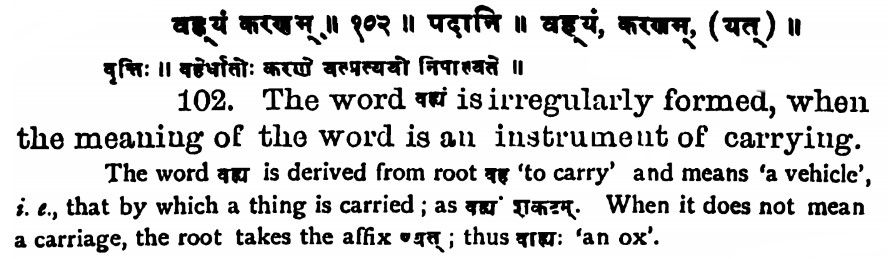 वह्यं करणम् ॥ १०२ ॥ पदानि ॥ वह्यं, करणम्, (यत्) ॥
वृत्तिः ॥ वहेर्धातोः करणे यत्प्रत्ययो निपात्यते ॥
102. The word वह्यं is irregularly formed, when
the meaning of the word is an instrument of carrying.
The word वह्य is derived from root वह 'to carry' and means 'a vehicle',
i. e., that by which a thing is carried ; as वह्यं शकटम्. When it does not mean
a carriage, the root takes the affix ण्यत् ; thus वाह्यः 'an ox'.